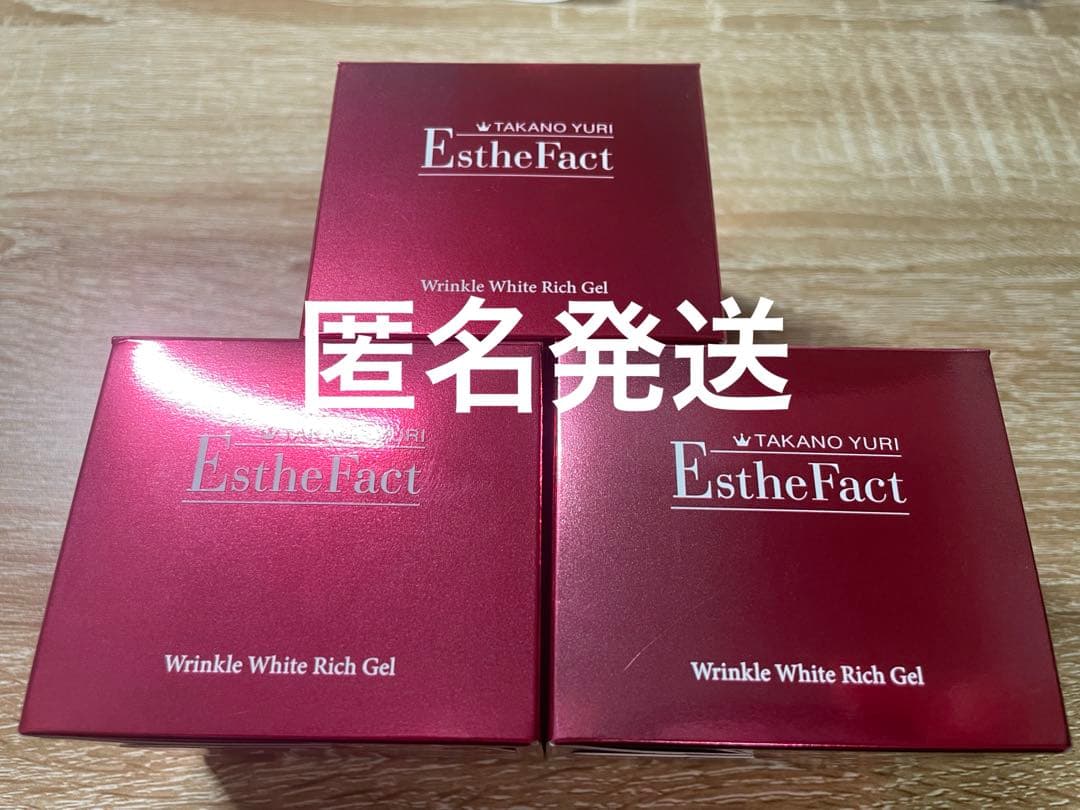 TAKANO YURI
EstheFact
Wrinkle White Rich Gel
匿名発送
TAKANO YURI
EstheFact
Wrinkle White Rich Gel
TAKANO YURI
EstheFact
Wrinkle White Rich Gel